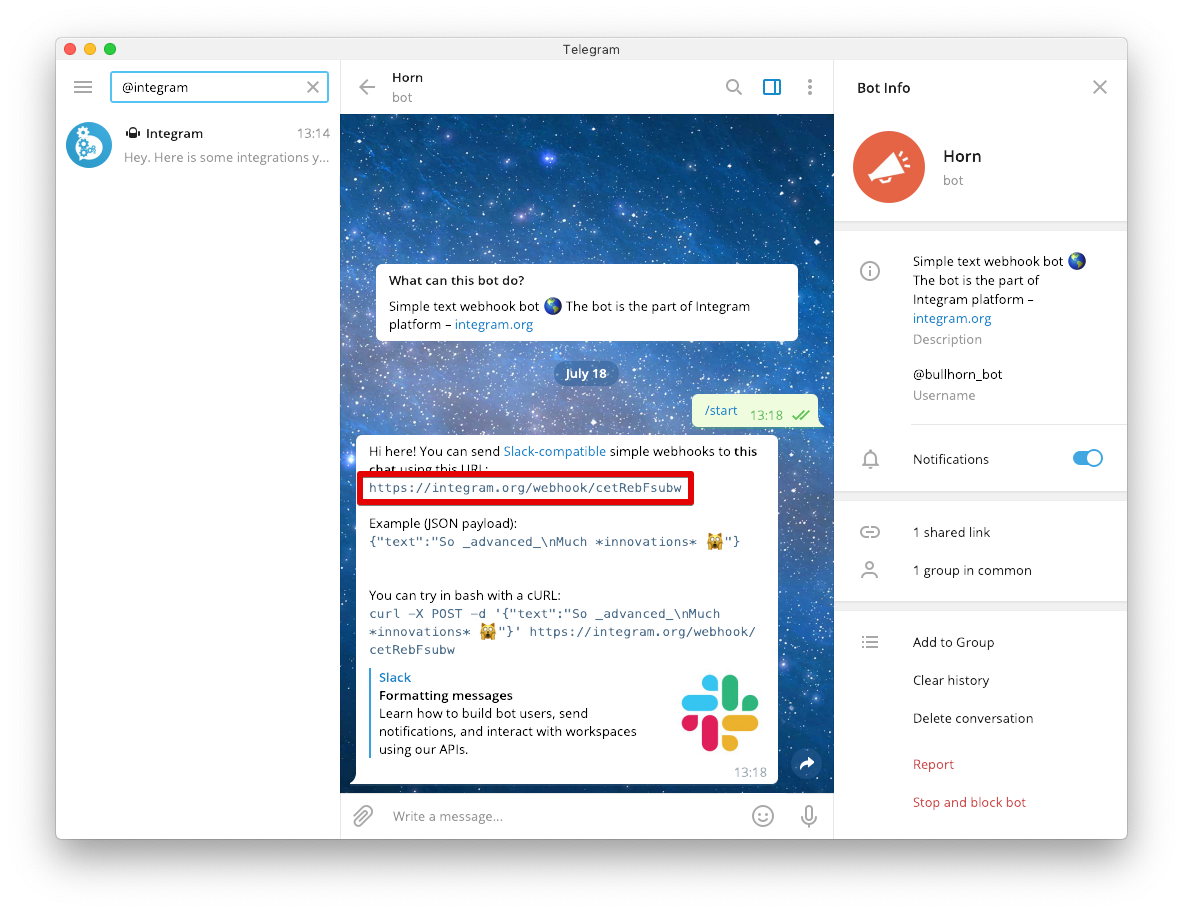 Telegram
@integram
Integram 13:14
Hey. Here is some integrations y...
Horn
bot
What can this bot do?
Simple text webhook bot 🌎 The bot is the part of Integram
platform – integram.org
July 18
/start 13:18
Hi here! You can send Slack-compatible simple webhooks to this
chat using this URL:
https://integram.org/webhook/cetRebFsubw
Example (JSON payload):
{"text":"So _advanced_\nMuch *innovations* 🙀"}
You can try in bash with a cURL:
curl -X POST -d '{"text":"So _advanced_\nMuch
*innovations* 🙀"}' https://integram.org/webhook/
cetRebFsubw
Slack
Formatting messages
Learn how to build bot users, send
notifications, and interact with workspaces
using our APIs.
13:18
Write a message...
Bot Info
Horn
bot
Simple text webhook bot 🌎
The bot is the part of
Integram platform –
integram.org
Description
@bullhorn_bot
Username
Notifications
1 shared link
1 group in common
Add to Group
Clear history
Delete conversation
Report
Stop and block bot